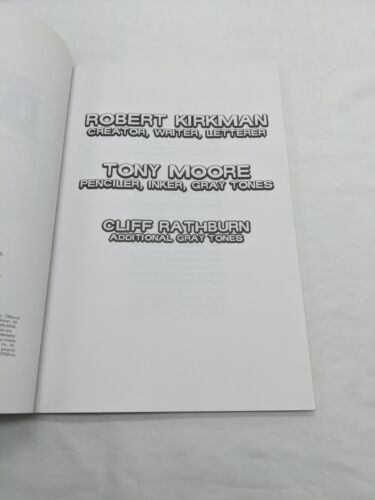 ROBERT KIRKMAN
CREATOR, WRITER, LETTERER
TONY MOORE
PENCILER, INKER, GRAY TONES
CLIFF RATHBURN
ADDITIONAL GRAY TONES